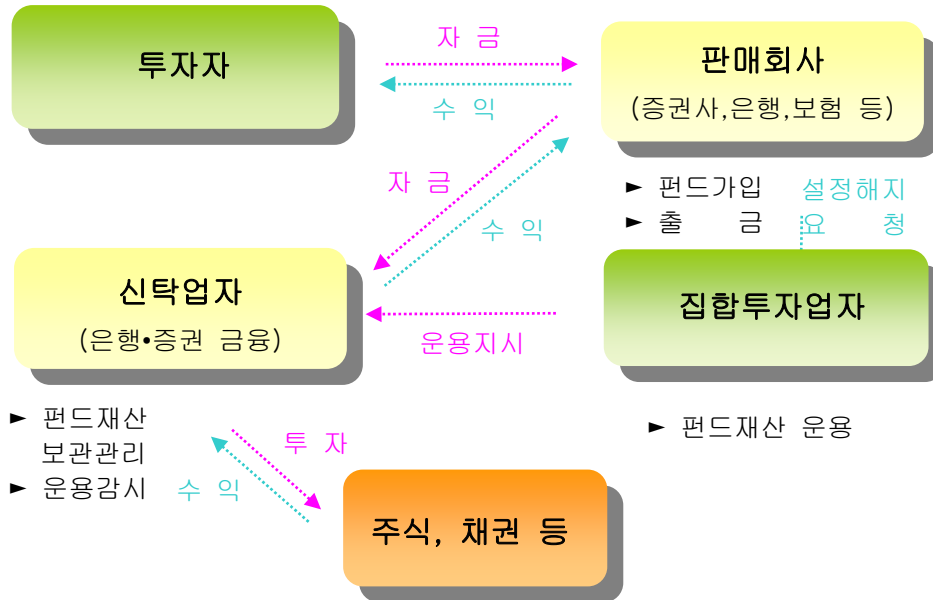 투자자
자 금
수 익
판매회사
(증권사,은행,보험 등)
자 금
수 익
► 펀드가입
► 출 금
설정해지
요 청
신탁업자
(은행•증권 금융)
운용지시
집합투자업자
► 펀드재산
보관관리
► 운용감시
► 펀드재산 운용
투 자
수 익
주식, 채권 등